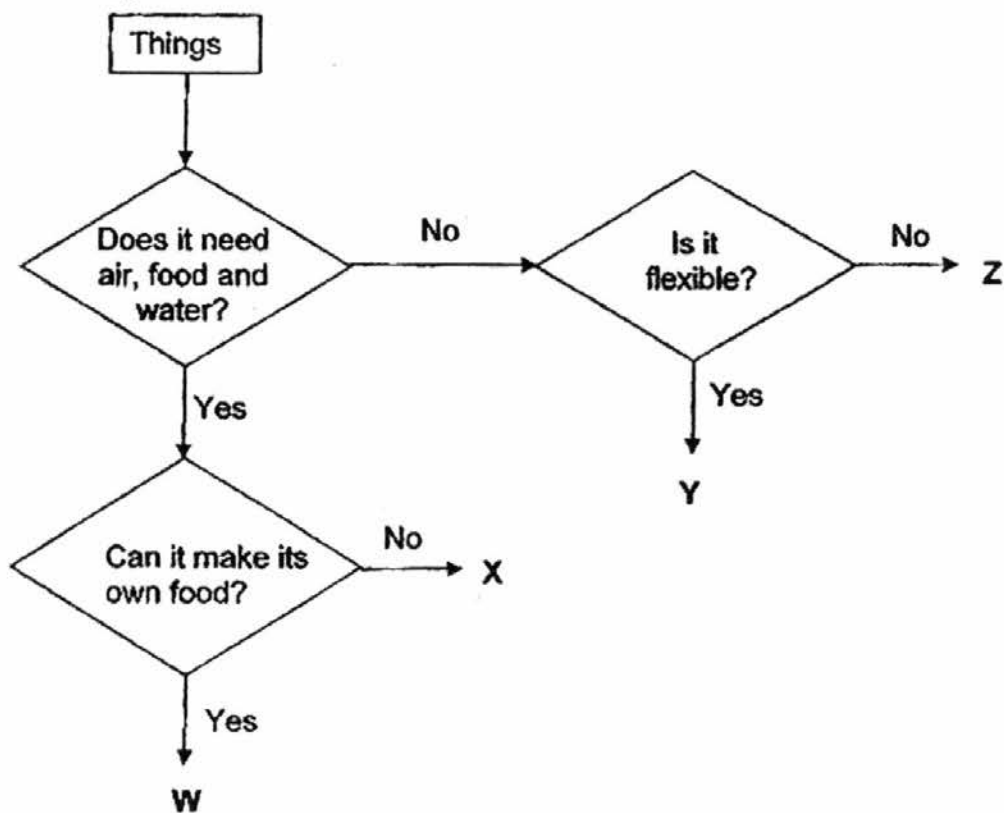 Things
Does it need
air, food and
water?
No
Is it
flexible?
No
Z
Yes
Y
Yes
Can it make its
own food?
No
X
Yes
W